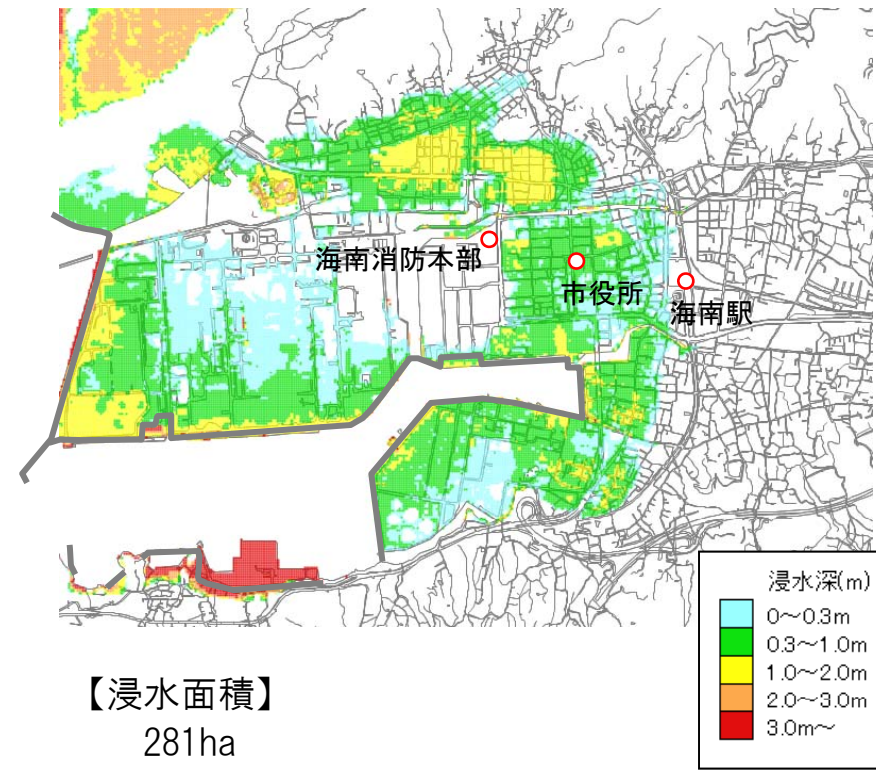 海南消防本部
市役所
海南駅
浸水深(m)
0～0.3m
0.3～1.0m
1.0～2.0m
2.0～3.0m
3.0m～
【浸水面積】
281ha